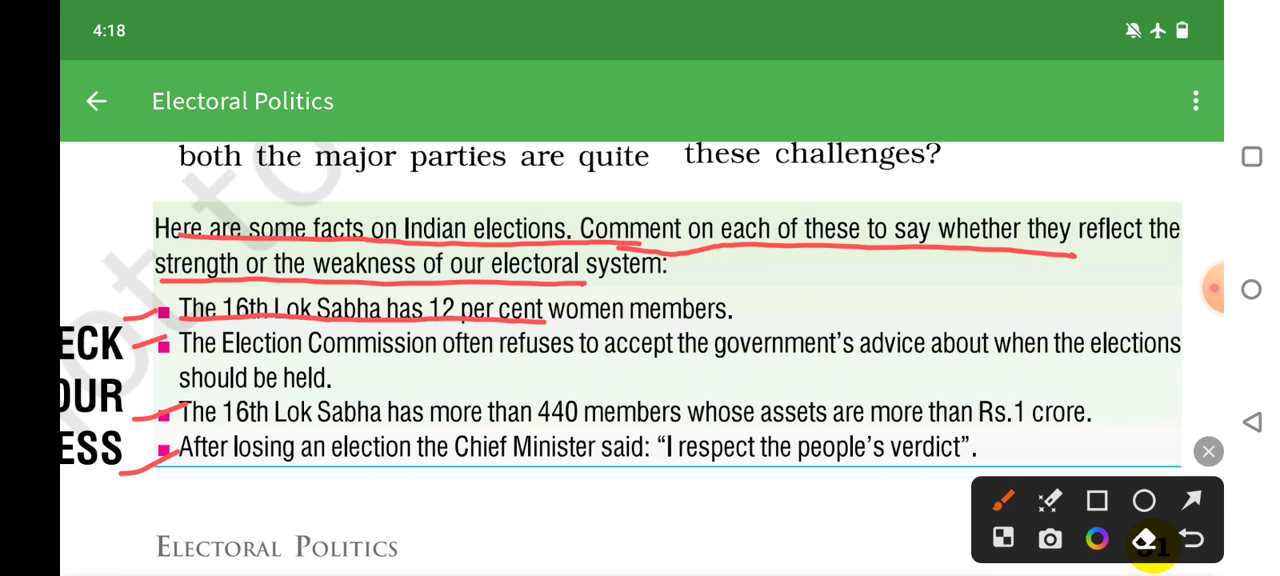 4:18
Electoral Politics
both the major parties are quite these challenges?
Here are some facts on Indian elections. Comment on each of these to say whether they reflect the
strength or the weakness of our electoral system:
The 16th Lok Sabha has 12 per cent women members.
The Election Commission often refuses to accept the government's advice about when the elections
should be held.
The 16th Lok Sabha has more than 440 members whose assets are more than Rs.1 crore.
After losing an election the Chief Minister said: “I respect the people's verdict”.
ECK
OUR
ESS
ELECTORAL POLITICS